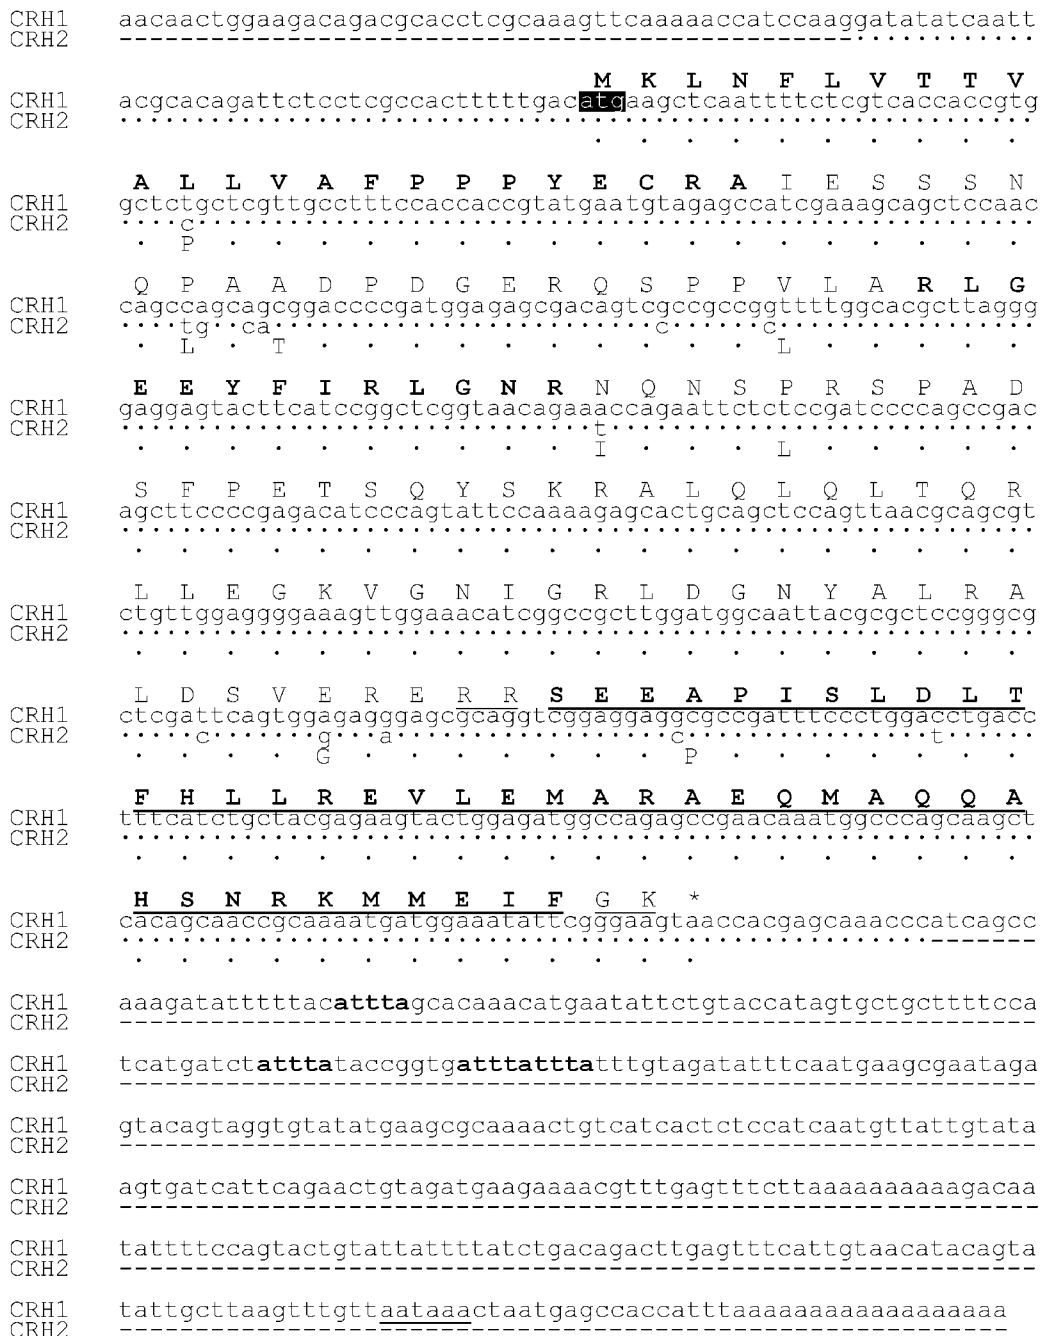 CRH1 aacaactggaagacagacgcacctcgcaaagttcaaaaaccatccaaggatatatcaatt
CRH2 ------------------------------------------------............
M K L N F L V T T V
CRH1 acgcacagattctcctcgccactttttgacatgaagctcaattttctcgtcaccaccgtg
CRH2 ............................................................
. . . . . . . . . .
A L L V A F P P P Y E C R A I E S S S N
CRH1 gctctgctcgttgcctttccaccaccgtatgaatgtagagccatcgaaagcagctccaac
CRH2 ....c.......................................................
. P . . . . . . . . . . . . . . . . . .
Q P A A D P D G E R Q S P P V L A R L G
CRH1 cagccagcagcggaccccgatggagagcgacagtcgccgccggttttggcacgcttaggg
CRH2 ....tg..ca.........................c......c.................
. L . T . . . . . . . . . . L . . . . .
E E Y F I R L G N R N Q N S P R S P A D
CRH1 gaggagtacttcatccggctcggtaacagaaaccagaattctctccgatccccagccgac
CRH2 ...............................t............................
. . . . . . . . . . I . . . L . . . . .
S F P E T S Q Y S K R A L Q L Q L T Q R
CRH1 agcttccccgagacatcccagtattccaaaagagcactgcagctccagttaacgcagcgt
CRH2 ............................................................
. . . . . . . . . . . . . . . . . . . .
L L E G K V G N I G R L D G N Y A L R A
CRH1 ctgttggaggggaaagttggaaacatcggccgcttggatggcaattacgcgctccgggcg
CRH2 ............................................................
. . . . . . . . . . . . . . . . . . . .
L D S V E R E R R S E E A P I S L D L T
CRH1 ctcgattcagtggagagggagcgcaggtcggaggaggcgccgatttccctggacctgacc
CRH2 .....c.......g...a..................c................t......
. . . . G . . . . . . . P . . . . . . .
F H L L R E V L E M A R A E Q M A Q Q A
CRH1 tttcatctgctacgagaagtactggagatggccagagccgaacaaatggcccagcaagct
CRH2 ............................................................
. . . . . . . . . . . . . . . . . . . .
H S N R K M M E I F G K *
CRH1 cacagcaaccgcaaaatgatggaaatattcgggaagtaaccacgagcaaacccatcagcc
CRH2 .....................................................-------
. . . . . . . . . . . . .
CRH1 aaagatatttttacatttagcacaaacatgaatattctgtaccatagtgctgcttttcca
CRH2 ------------------------------------------------------------
CRH1 tcatgatctatttataccggtgatttatttatttgtagatatttcaatgaagcgaataga
CRH2 ------------------------------------------------------------
CRH1 gtacagtaggtgtatatgaagcgcaaaactgtcatcactctccatcaatgttattgtata
CRH2 ------------------------------------------------------------
CRH1 agtgatcattcagaactgtagatgaagaaaacgtttgagtttcttaaaaaaaaaagacaa
CRH2 ------------------------------------------------------------
CRH1 tattttccagtactgtattattttatctgacagacttgagtttcattgtaacatacagta
CRH2 ------------------------------------------------------------
CRH1 tattgcttaagtttgttaataaactaatgagccaccatttaaaaaaaaaaaaaaaaaa
CRH2 ----------------------------------------------------------